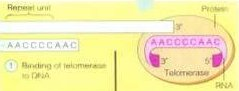 Repeat unit
Protein
3'
AACCCCAAC
AACCCCAAC
3'
5'
1 Binding of telomerase
to DNA
Telomerase
RNA